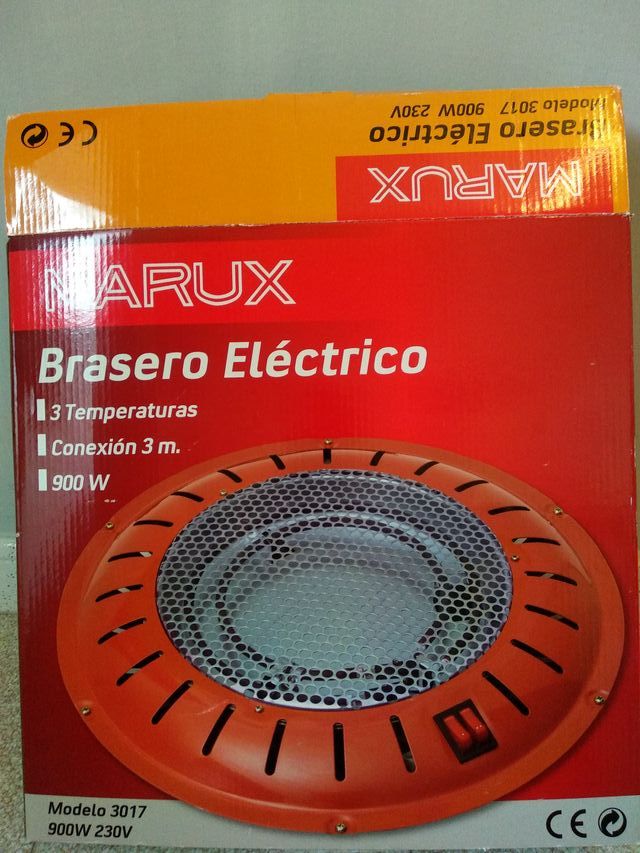 Modelo 3017 900W 230V
Brasero Eléctrico
MARUX
CE
MARUX
Brasero Eléctrico
3 Temperaturas
Conexión 3 m.
900 W
Modelo 3017
900W 230V
CE